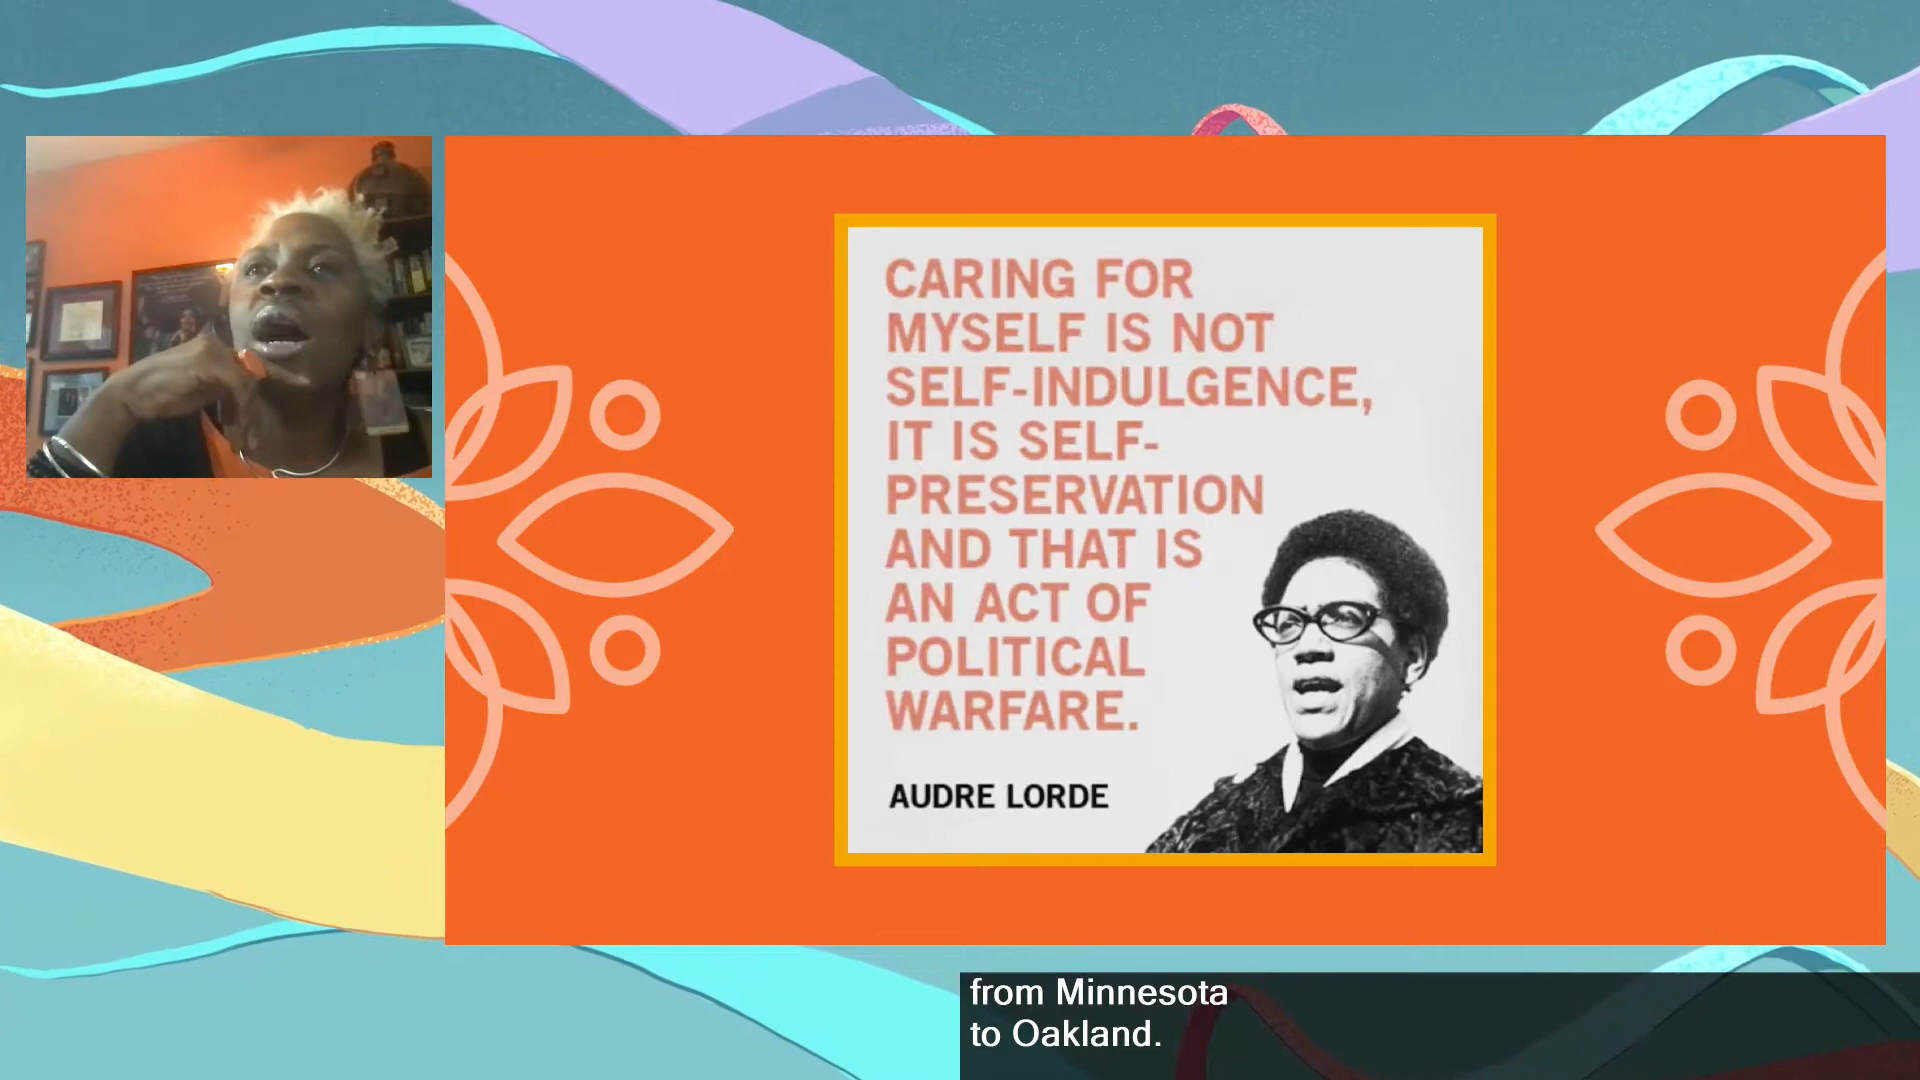 CARING FOR
MYSELF IS NOT
SELF-INDULGENCE,
IT IS SELF-
PRESERVATION
AND THAT IS
AN ACT OF
POLITICAL
WARFARE.
AUDRE LORDE
from Minnesota
to Oakland.